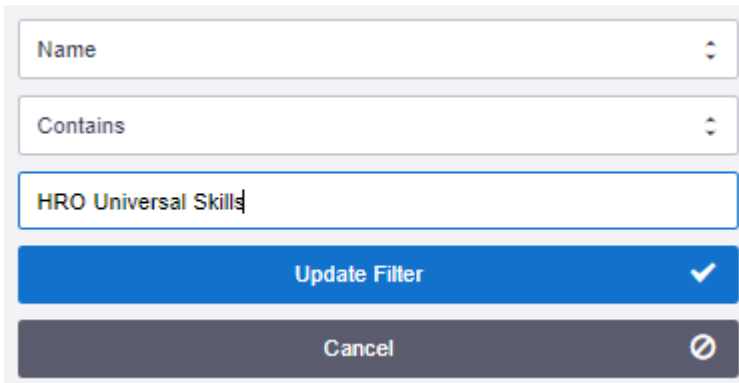 Name
Contains
HRO Universal Skills
Update Filter
Cancel